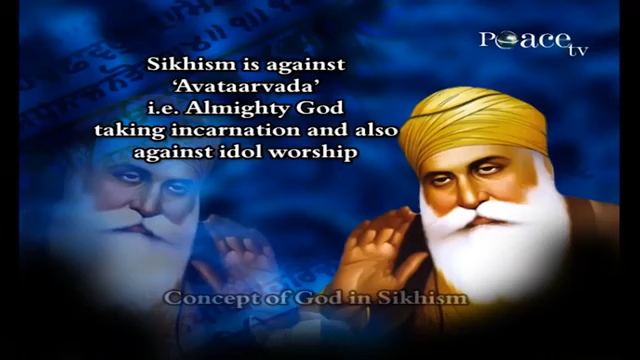 Peace tv
Sikhism is against
‘Avataarvada’
i.e. Almighty God
taking incarnation and also
against idol worship
Concept of God in Sikhism